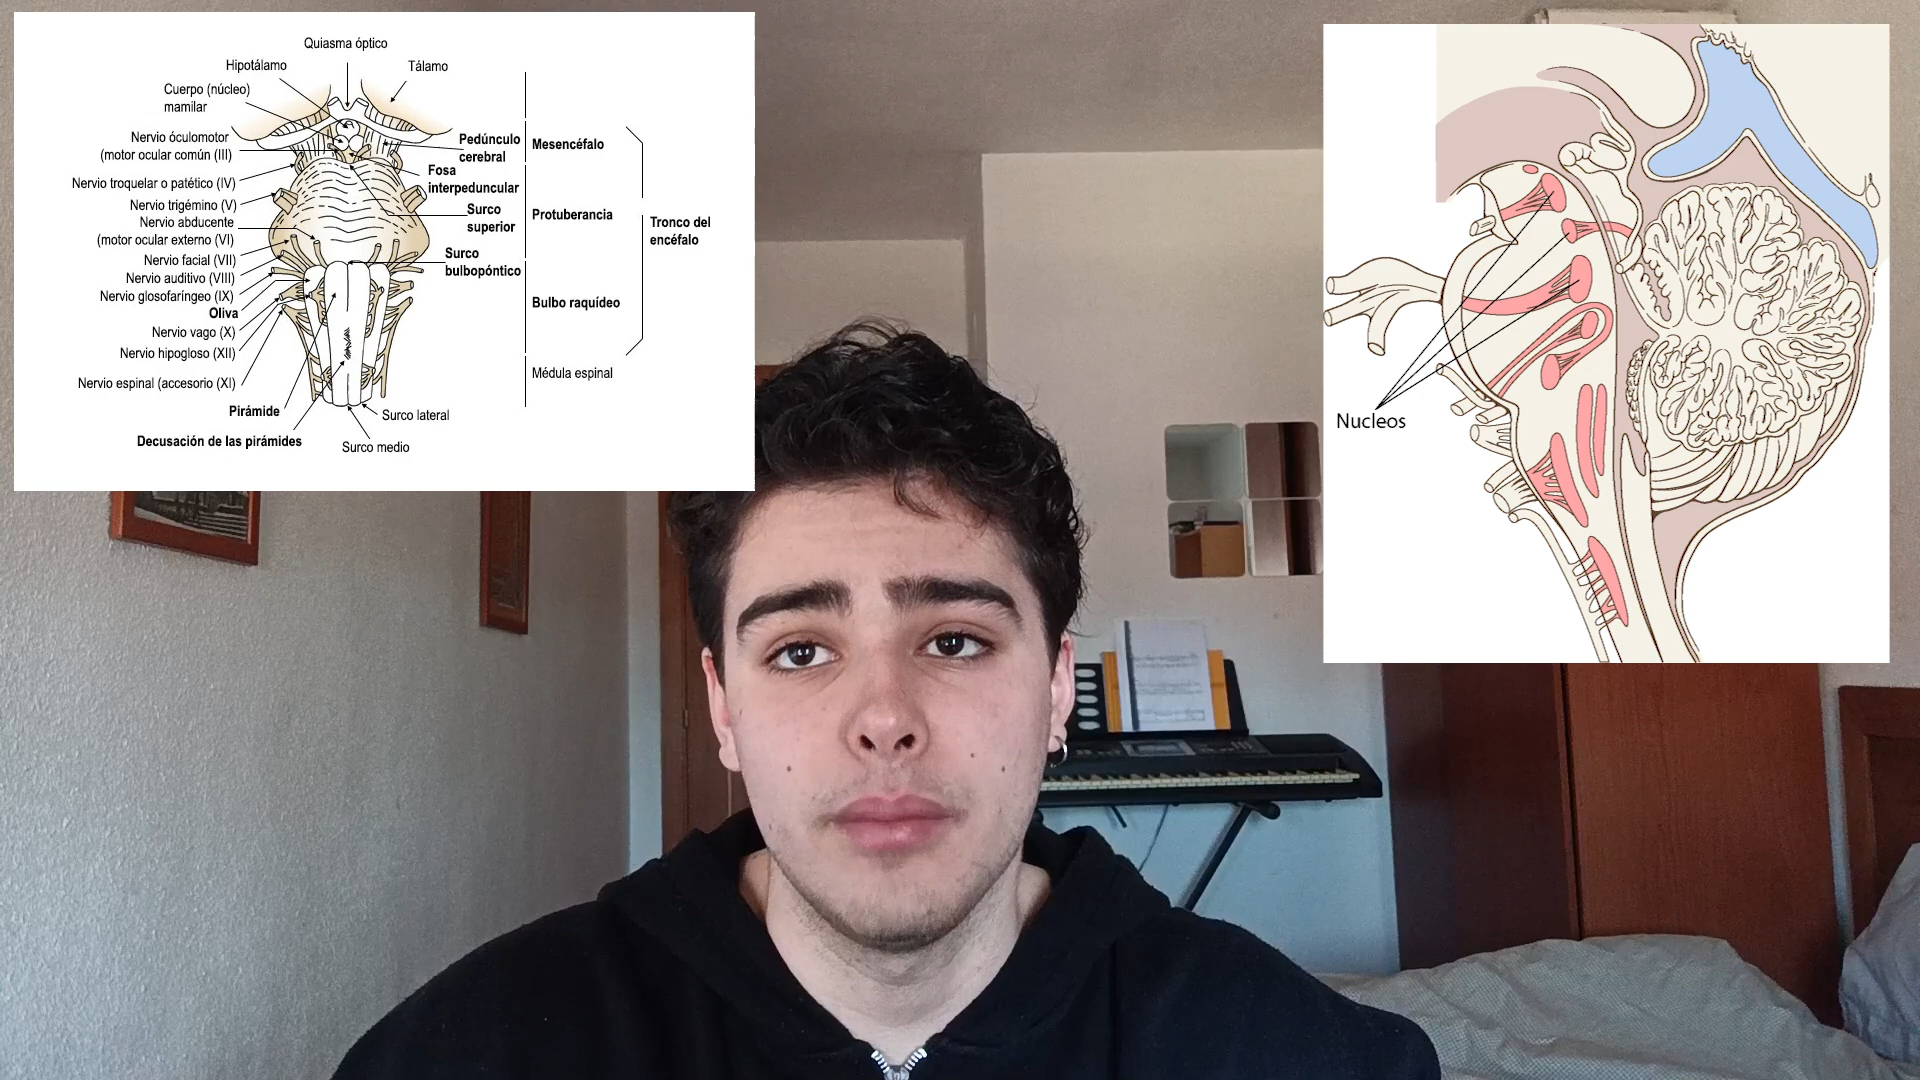 Quiasma óptico
Hipotálamo
Tálamo
Cuerpo (núcleo)
mamilar
Nervio óculomotor
(motor ocular común (III)
Nervio troquelar o patético (IV)
Nervio trigémino (V)
Nervio abducente
(motor ocular externo (VI)
Nervio facial (VII)
Nervio auditivo (VIII)
Nervio glosofaríngeo (IX)
Oliva
Nervio vago (X)
Nervio hipogloso (XII)
Nervio espinal (accesorio (XI)
Pirámide
Decusación de las pirámides
Surco medio
Surco lateral
Pedúnculo
cerebral
Fosa
interpeduncular
Surco
superior
Surco
bulbopóntico
Mesencéfalo
Protuberancia
Bulbo raquídeo
Médula espinal
Tronco del
encéfalo
Nucleos